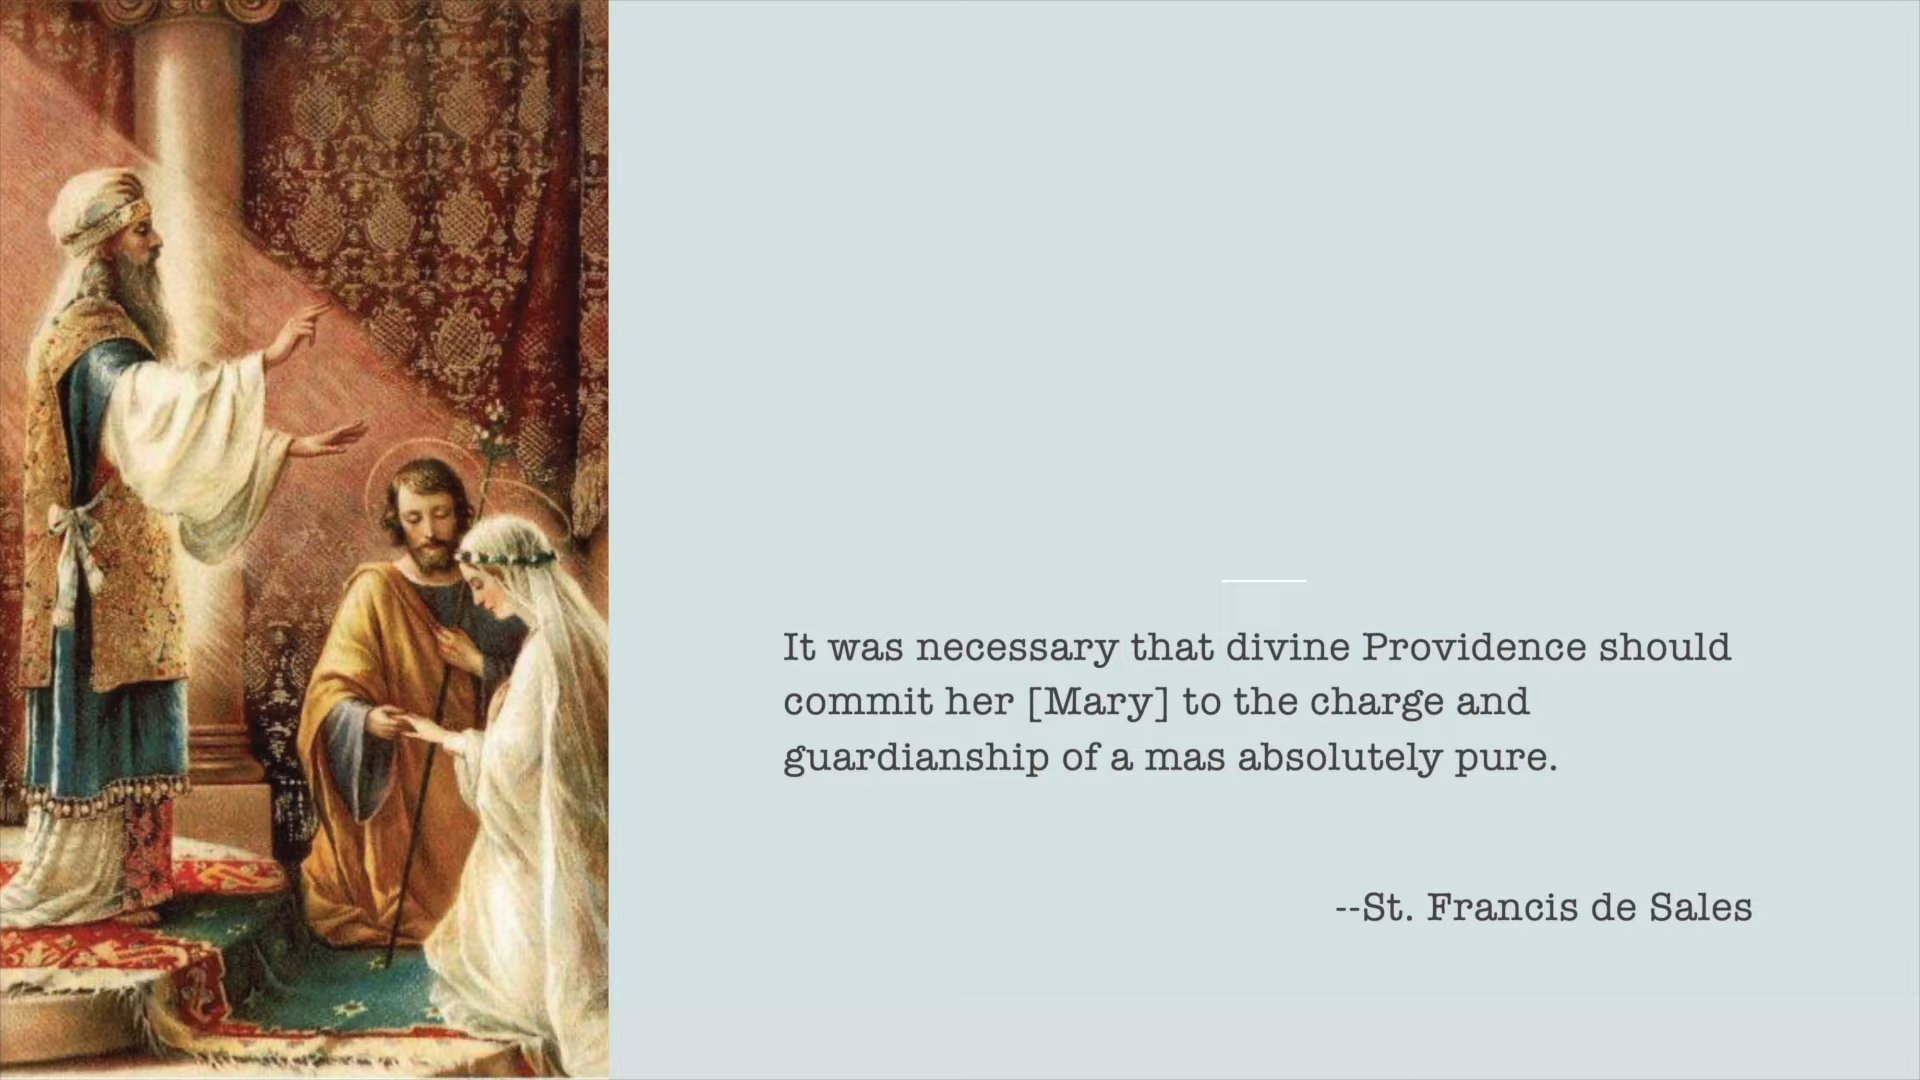 It was necessary that divine Providence should
commit her [Mary] to the charge and
guardianship of a mas absolutely pure.
--St. Francis de Sales